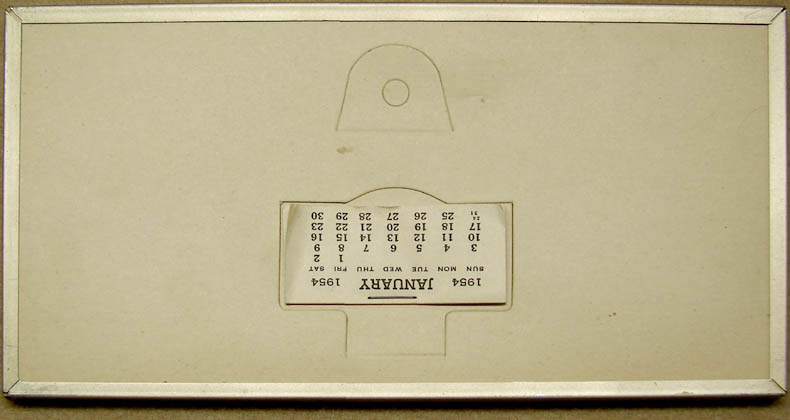 1954 JANUARY 1954
SUN MON TUE WED THU FRI SAT
1 2
3 4 5 6 7 8 9
10 11 12 13 14 15 16
17 18 19 20 21 22 23
24/31 25 26 27 28 29 30